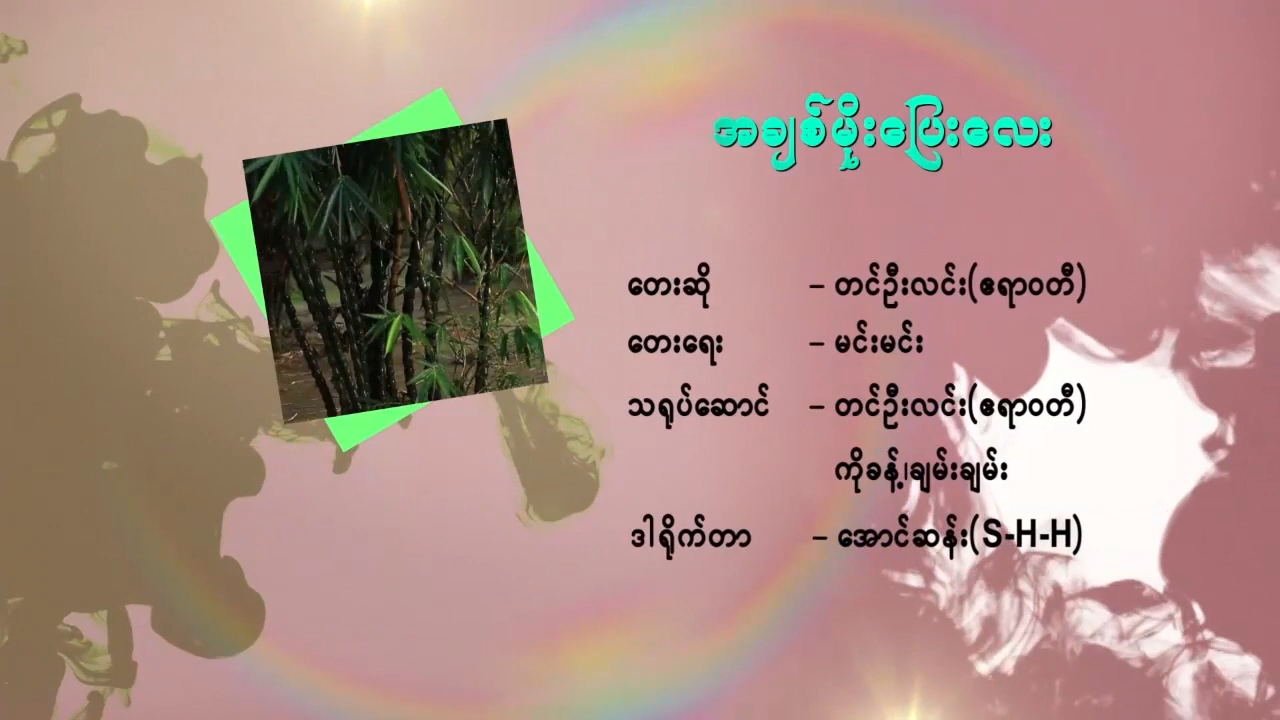 အချစ်မိုးပြေးလေး
တေးဆို – တင်ဦးလင်း(ဧရာဝတီ)
တေးရေး – မင်းမင်း
သရုပ်ဆောင် – တင်ဦးလင်း(ဧရာဝတီ)
ကိုခန့်၊ချမ်းချမ်း
ဒါရိုက်တာ – အောင်ဆန်း(S-H-H)